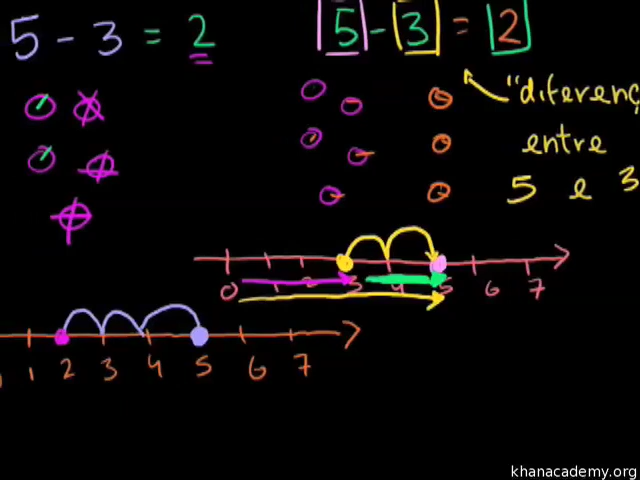 5 - 3 = 2
5 - 3 = 2
"diferenç
entre
5 e 3
0 1 2 3 4 5 6 7
1 2 3 4 5 6 7
khanacademy.org